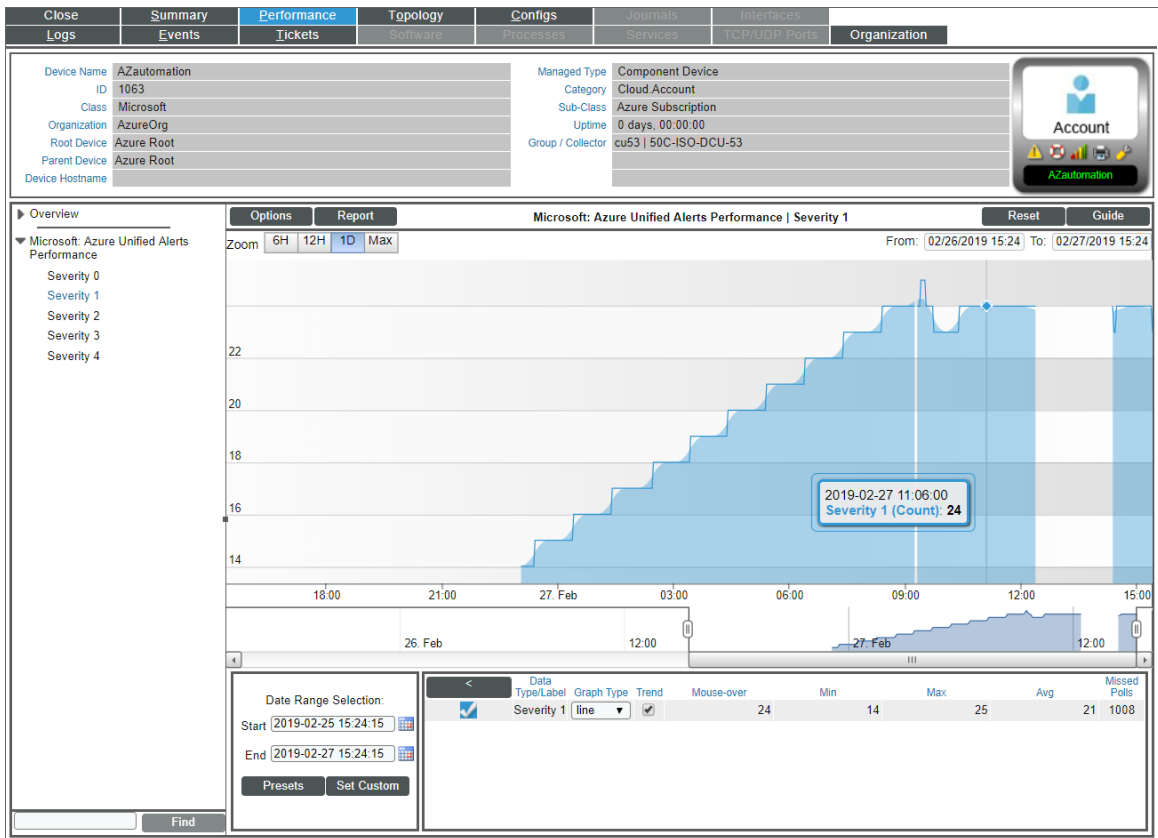 Close Summary Performance Topology Configs Journals Interfaces
Logs Events Tickets Software Processes Services TCP/UDP Ports Organization
Device Name AZautomation Managed Type Component Device
ID 1063 Category Cloud Account
Class Microsoft Sub-Class Azure Subscription
Organization AzureOrg Uptime 0 days, 00:00:00
Root Device Azure Root Group / Collector cu53 | 50C-ISO-DCU-53
Parent Device Azure Root
Device Hostname
Account
AZautomation
Overview
Microsoft: Azure Unified Alerts
Performance
Severity 0
Severity 1
Severity 2
Severity 3
Severity 4
Find
Options Report Microsoft: Azure Unified Alerts Performance | Severity 1 Reset Guide
Zoom 6H 12H 1D Max From: 02/26/2019 15:24 To: 02/27/2019 15:24
22
20
18
16
14
2019-02-27 11:06:00
Severity 1 (Count): 24
18:00 21:00 27. Feb 03:00 06:00 09:00 12:00 15:00
26. Feb 12:00 27. Feb 12:00
Date Range Selection:
Start 2019-02-25 15:24:15
End 2019-02-27 15:24:15
Presets Set Custom
< Data Type/Label Graph Type Trend Mouse-over Min Max Avg Missed Polls
Severity 1 line 24 14 25 21 1008